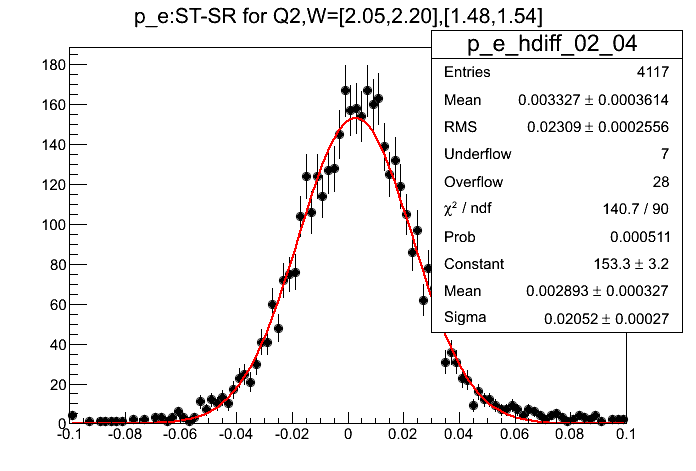 p_e:ST-SR for Q2,W=[2.05,2.20],[1.48,1.54]
p_e_hdiff_02_04
Entries 4117
Mean 0.003327 ± 0.0003614
RMS 0.02309 ± 0.0002556
Underflow 7
Overflow 28
χ² / ndf 140.7 / 90
Prob 0.000511
Constant 153.3 ± 3.2
Mean 0.002893 ± 0.000327
Sigma 0.02052 ± 0.00027
180
160
140
120
100
80
60
40
20
0
-0.1 -0.08 -0.06 -0.04 -0.02 0 0.02 0.04 0.06 0.08 0.1